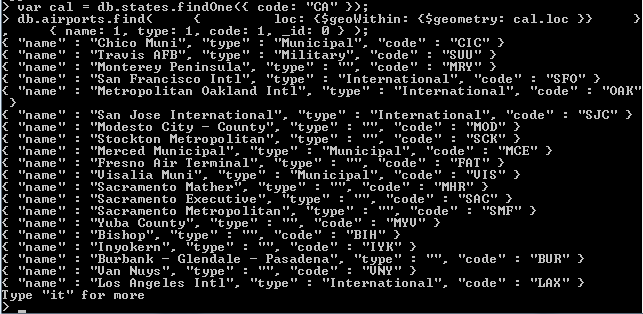 > var cal = db.states.findOne({ code: "CA" });
> db.airports.find(    {         loc: {$geoWithin: {$geometry: cal.loc }}    }
,    { name: 1, type: 1, code: 1, _id: 0 } );
{ "name" : "Chico Muni", "type" : "Municipal", "code" : "CIC" }
{ "name" : "Travis AFB", "type" : "Military", "code" : "SUU" }
{ "name" : "Monterey Peninsula", "type" : "", "code" : "MRY" }
{ "name" : "San Francisco Intl", "type" : "International", "code" : "SFO" }
{ "name" : "Metropolitan Oakland Intl", "type" : "International", "code" : "OAK"
 }
{ "name" : "San Jose International", "type" : "International", "code" : "SJC" }
{ "name" : "Modesto City - County", "type" : "", "code" : "MOD" }
{ "name" : "Stockton Metropolitan", "type" : "", "code" : "SCK" }
{ "name" : "Merced Municipal", "type" : "Municipal", "code" : "MCE" }
{ "name" : "Fresno Air Terminal", "type" : "", "code" : "FAT" }
{ "name" : "Visalia Muni", "type" : "Municipal", "code" : "VIS" }
{ "name" : "Sacramento Mather", "type" : "", "code" : "MHR" }
{ "name" : "Sacramento Executive", "type" : "", "code" : "SAC" }
{ "name" : "Sacramento Metropolitan", "type" : "", "code" : "SMF" }
{ "name" : "Yuba County", "type" : "", "code" : "MYV" }
{ "name" : "Bishop", "type" : "", "code" : "BIH" }
{ "name" : "Inyokern", "type" : "", "code" : "IYK" }
{ "name" : "Burbank - Glendale - Pasadena", "type" : "", "code" : "BUR" }
{ "name" : "Van Nuys", "type" : "", "code" : "VNY" }
{ "name" : "Los Angeles Intl", "type" : "International", "code" : "LAX" }
Type "it" for more
> _